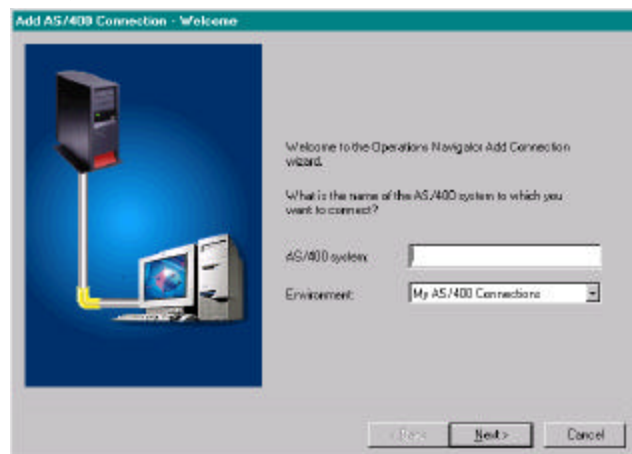 Add AS/400 Connection - Welcome
Welcome to the Operations Navigator Add Connection
wizard.
What is the name of the AS/400 system to which you
want to connect?
AS/400 system:
Environment: My AS/400 Connections
< Back Next > Cancel